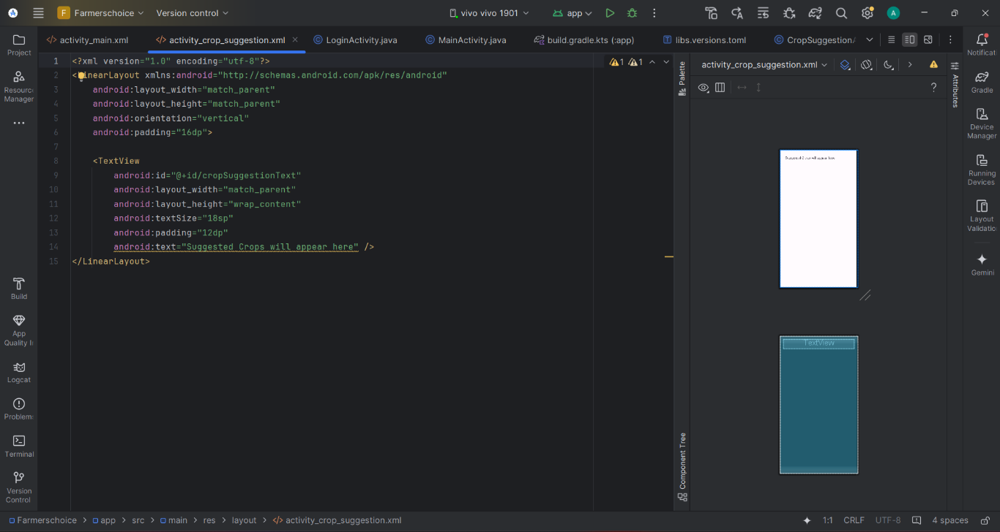 F Farmerschoice Version control vivo vivo 1901 app A
Project
Resourc
Manager
Build
App
Quality In
Logcat
Problem
Terminal
Version
Control
activity_main.xml activity_crop_suggestion.xml LoginActivity.java MainActivity.java build.gradle.kts (:app) libs.versions.toml CropSuggestion
1 <?xml version="1.0" encoding="utf-8"?>
2 <LinearLayout xmlns:android="http://schemas.android.com/apk/res/android"
3 android:layout_width="match_parent"
4 android:layout_height="match_parent"
5 android:orientation="vertical"
6 android:padding="16dp">
7
8 <TextView
9 android:id="@+id/cropSuggestionText"
10 android:layout_width="match_parent"
11 android:layout_height="wrap_content"
12 android:textSize="18sp"
13 android:padding="12dp"
14 android:text="Suggested Crops will appear here" />
15 </LinearLayout>
1 1
Palette
Component Tree
activity_crop_suggestion.xml
?
TextView
Attributes
Notificat
Gradle
Device
Manager
Running
Devices
Layout
Validatio
Gemini
Farmerschoice > app > src > main > res > layout > activity_crop_suggestion.xml
1:1 CRLF UTF-8 4 spaces